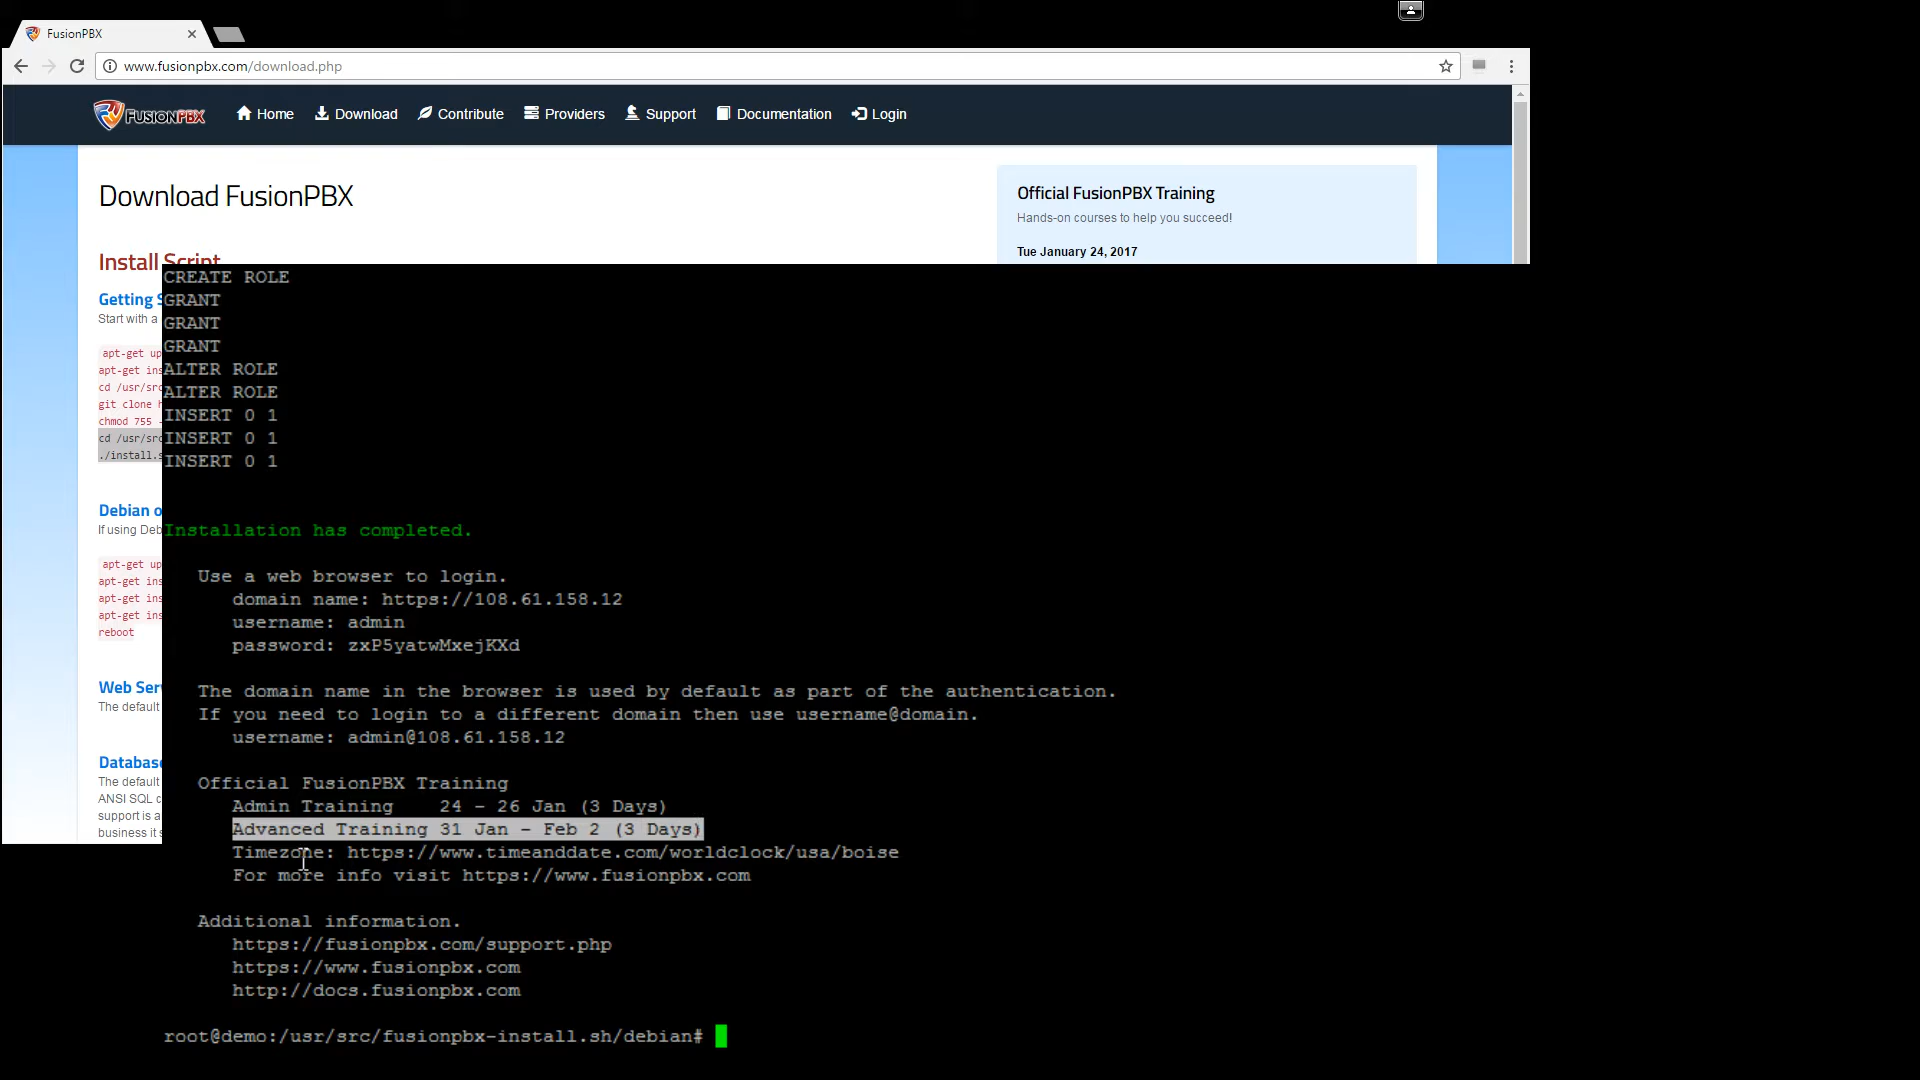 FusionPBX
www.fusionpbx.com/download.php
FUSIONPBX Home Download Contribute Providers Support Documentation Login
Download FusionPBX
Official FusionPBX Training
Hands-on courses to help you succeed!
Tue January 24, 2017
Install Script
Getting
Start with a
apt-get
apt-get
cd
git clone
chmod 755
cd
Debian
If using
apt-get
apt-get
apt-get
apt-get
reboot
Web
The default
The default
ANSI SQL
support is a
business it
CREATE ROLE
GRANT
GRANT
GRANT
ALTER ROLE
ALTER ROLE
INSERT 0 1
INSERT 0 1
INSERT 0 1
Installation has completed.
Use a web browser to login.
domain name: https://108.61.158.12
username: admin
password: zxP5yatwMxejKXd
The domain name in the browser is used by default as part of the authentication.
If you need to login to a different domain then use username@domain.
username: admin@108.61.158.12
Official FusionPBX Training
Admin Training 24 - 26 Jan (3 Days)
Advanced Training 31 Jan - Feb 2 (3 Days)
Timezone: https://www.timeanddate.com/worldclock/usa/boise
For more info visit https://www.fusionpbx.com
Additional information.
https://fusionpbx.com/support.php
https://www.fusionpbx.com
http://docs.fusionpbx.com
root@demo:/usr/src/fusionpbx-install.sh/debian#